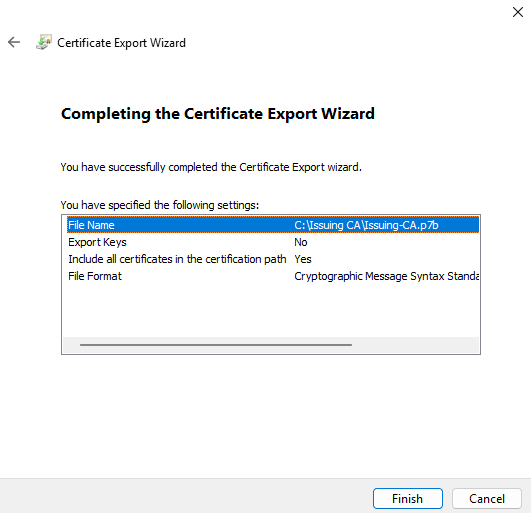 Certificate Export Wizard
Completing the Certificate Export Wizard
You have successfully completed the Certificate Export wizard.
You have specified the following settings:
File Name C:\Issuing CA\Issuing-CA.p7b
Export Keys No
Include all certificates in the certification path Yes
File Format Cryptographic Message Syntax Standa
Finish Cancel